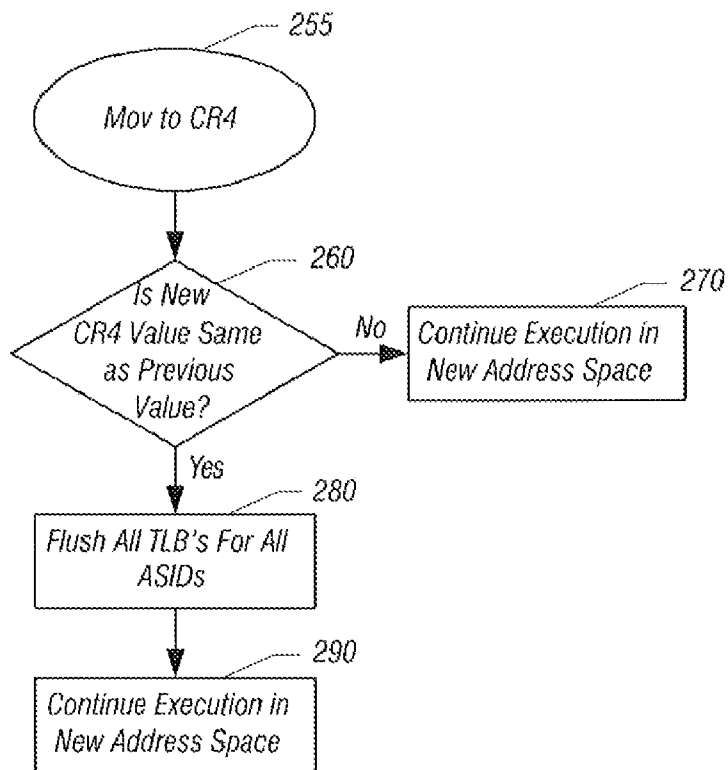 255
Mov to CR4
260
Is New
CR4 Value Same
as Previous
Value?
No
270
Continue Execution in
New Address Space
Yes
280
Flush All TLB's For All
ASIDs
290
Continue Execution in
New Address Space